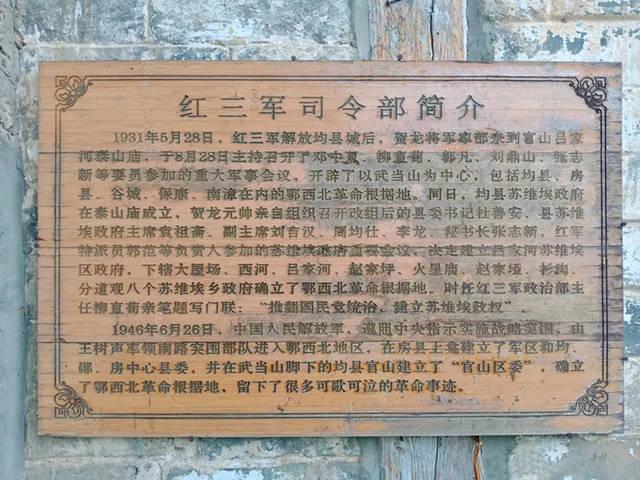 红三军司令部简介
1931年5月28日，红三军解放均县城后，贺龙将军率部来到官山吕家
河泰山庙，于8月28日主持召开了邓中夏、柳直荀、郭凡、刘鼎山、张志
新等要员参加的重大军事会议，开辟了以武当山为中心，包括均县、房
县、谷城、保康、南漳在内的鄂西北革命根据地。同日，均县苏维埃政府
在泰山庙成立，贺龙元帅亲自组织召开改组后的县委书记杜善安、县苏维
埃政府主席袁祖斋、副主席刘吉汉、周均仕、李龙、秘书长张志新，红军
特派员郭范等负责人参加的苏维埃政府重要会议，决定建立吕家河苏维埃
区政府，下辖大屋场、西河、吕家河、赵家坪、火星庙、赵家垭、杉沟、
分道观八个苏维埃乡政府确立了鄂西北革命根据地。时任红三军政治部主
任柳直荀亲笔题写门联：“推翻国民党统治、建立苏维埃政权”。
1946年6月26日，中国人民解放军，遵照中央指示实施战略突围，由
王树声率领南路突围部队进入鄂西北地区，在房县上龛建立了军区和均、
郧、房中心县委，并在武当山脚下的均县官山建立了“官山区委”，确立
了鄂西北革命根据地，留下了很多可歌可泣的革命事迹。